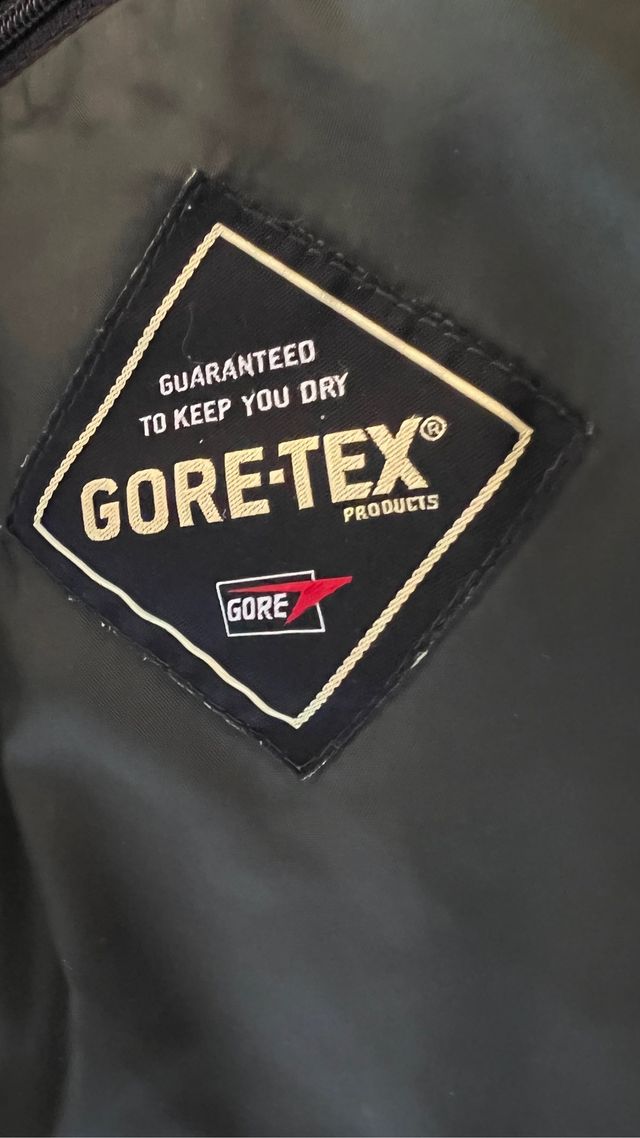 GUARANTEED
TO KEEP YOU DRY
GORE-TEX®
PRODUCTS
GORE